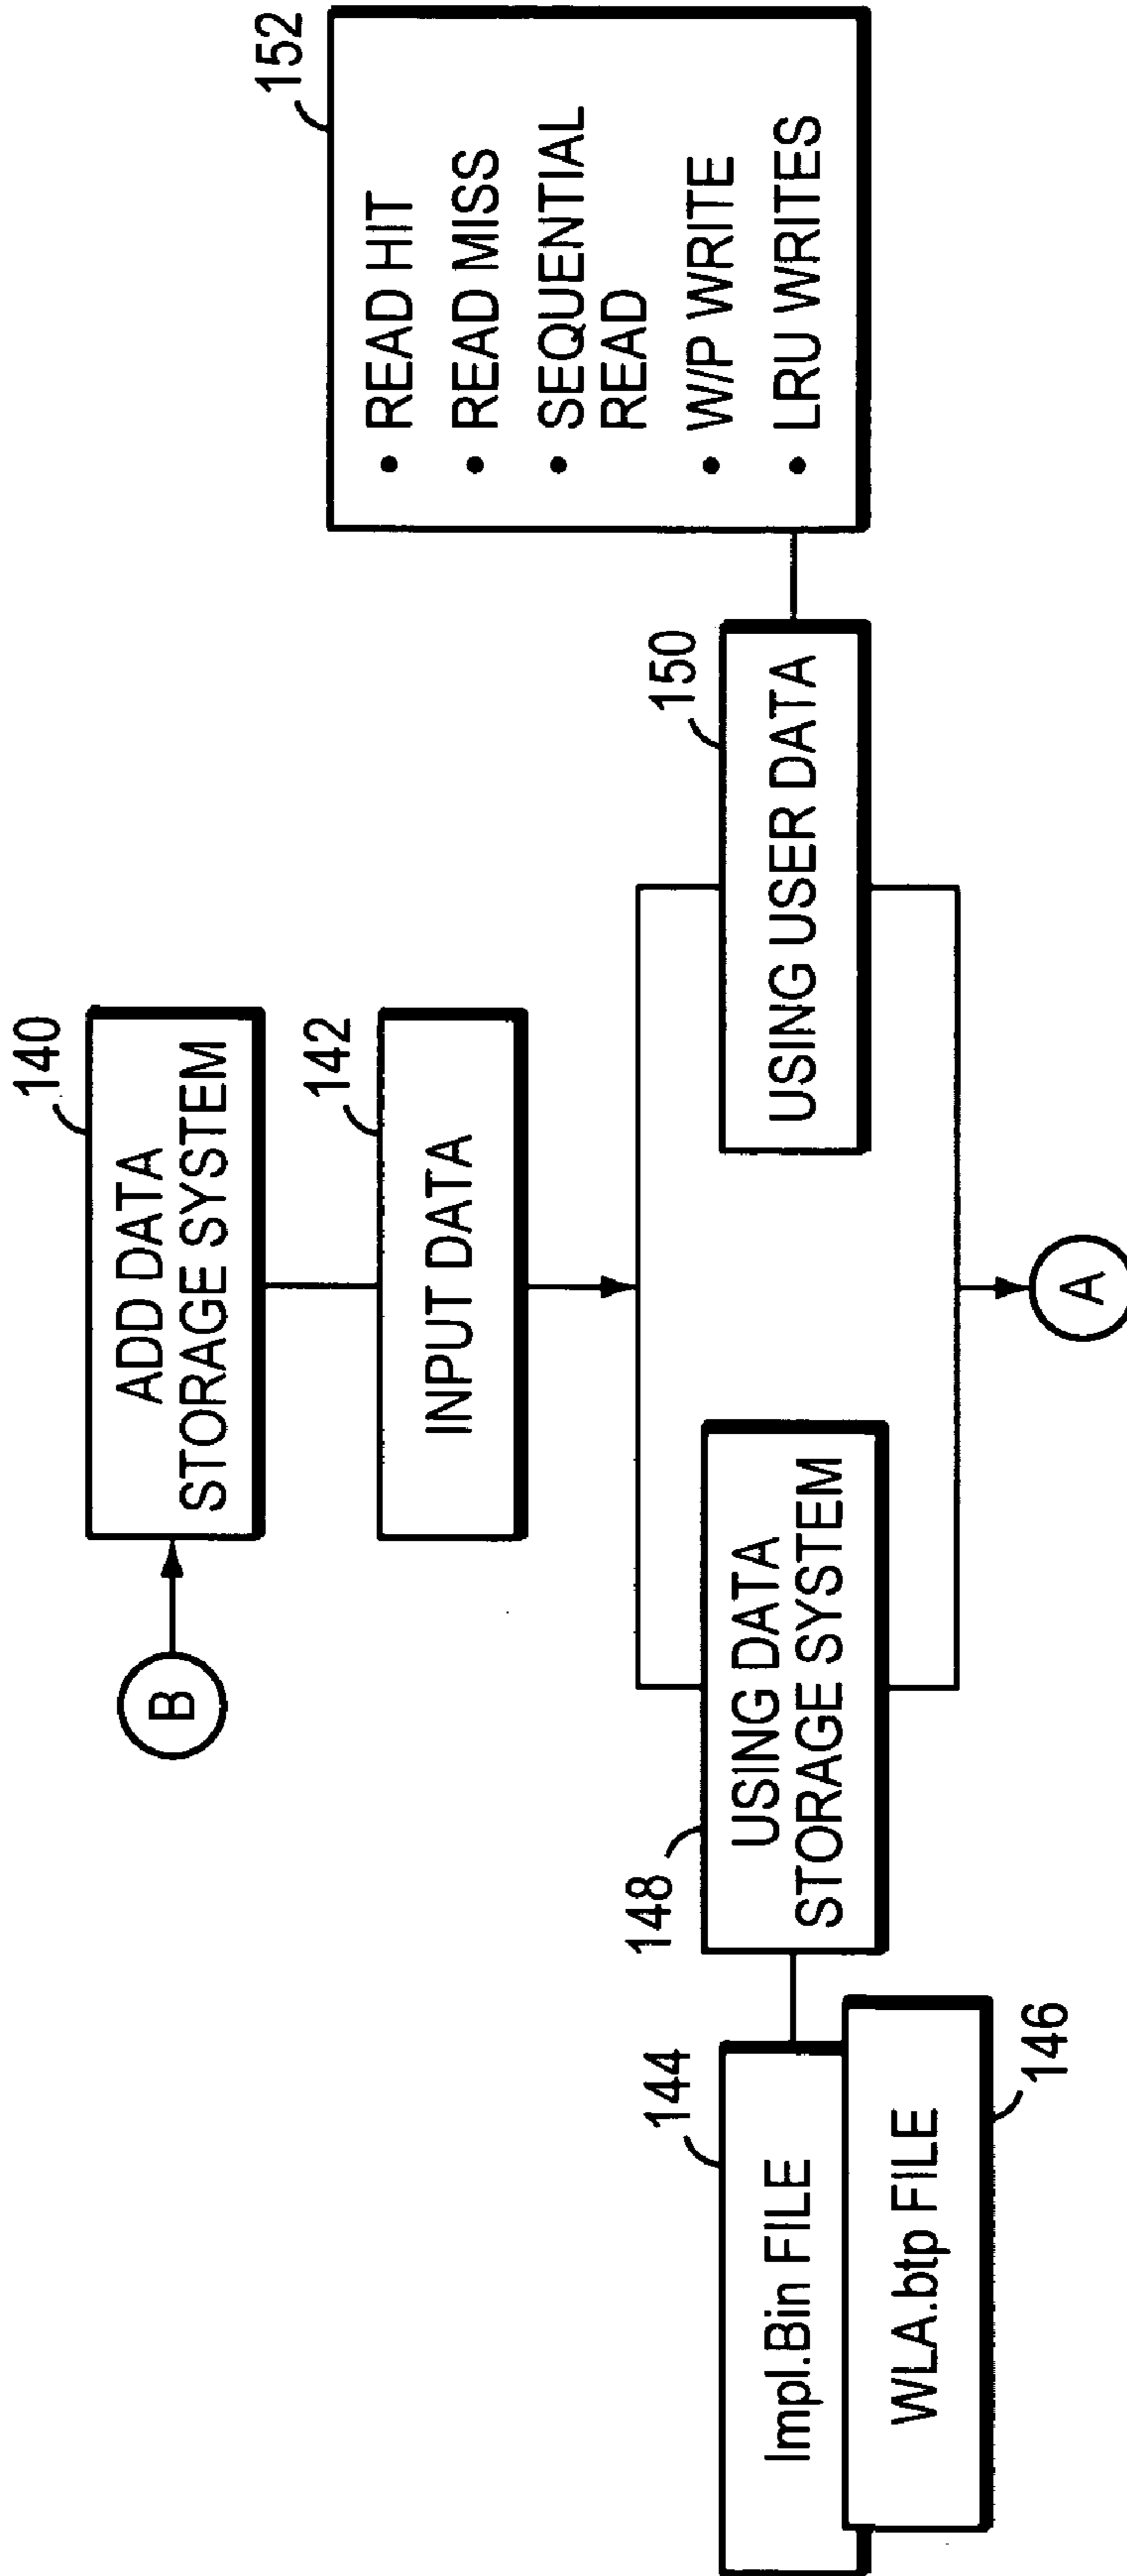 B
140
ADD DATA
STORAGE SYSTEM
142
INPUT DATA
144
Impl.Bin FILE
WLA.btp FILE
146
148
USING DATA
STORAGE SYSTEM
150
USING USER DATA
152
• READ HIT
• READ MISS
• SEQUENTIAL
READ
• W/P WRITE
• LRU WRITES
A